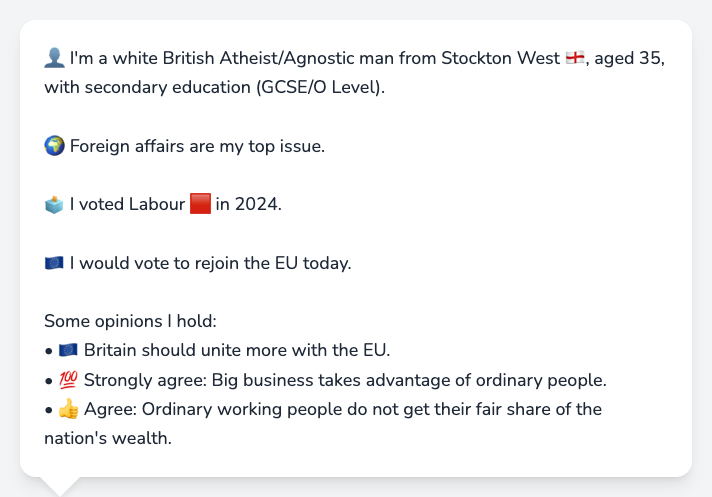 👤 I'm a white British Atheist/Agnostic man from Stockton West 🏴󠁧󠁢󠁥󠁮󠁧󠁿, aged 35,
with secondary education (GCSE/O Level).
🌍 Foreign affairs are my top issue.
🗳️ I voted Labour 🟥 in 2024.
🇪🇺 I would vote to rejoin the EU today.
Some opinions I hold:
• 🇪🇺 Britain should unite more with the EU.
• 💯 Strongly agree: Big business takes advantage of ordinary people.
• 👍 Agree: Ordinary working people do not get their fair share of the
nation's wealth.